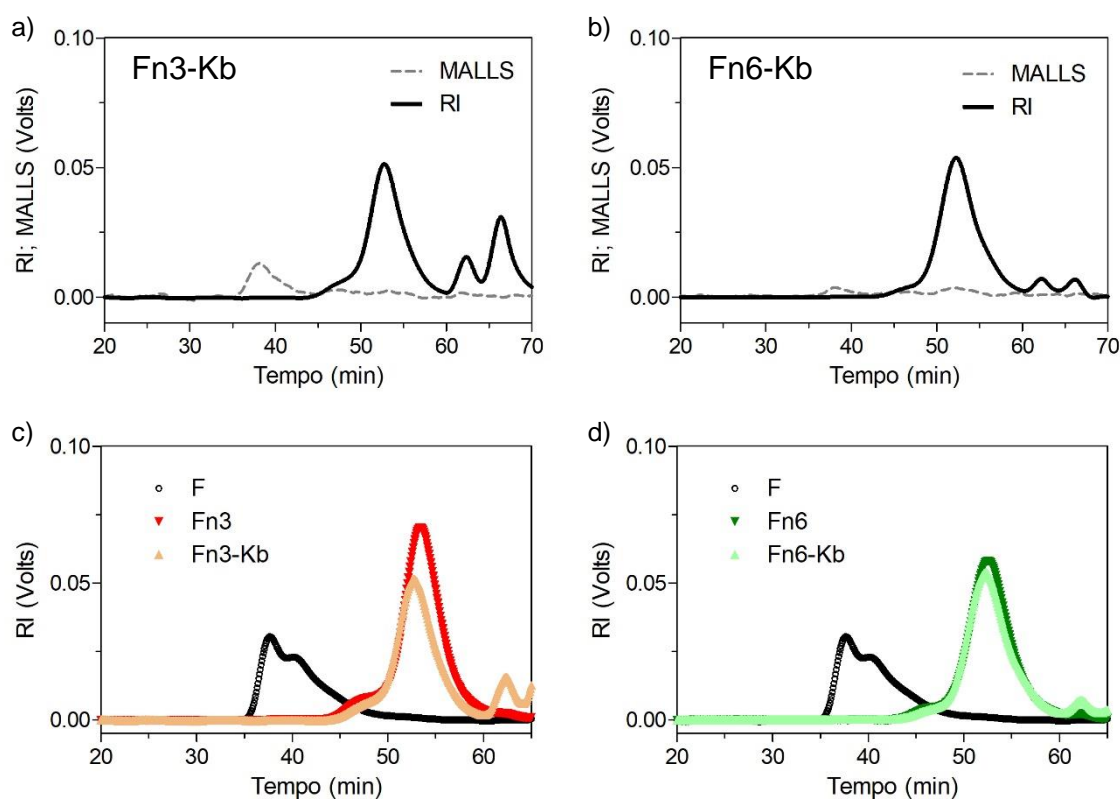 a)
0.10
Fn3-Kb
MALLS
RI
0.05
0.00
RI; MALLS (Volts)
20 30 40 50 60 70
Tempo (min)
b)
0.10
Fn6-Kb
MALLS
RI
0.05
0.00
RI; MALLS (Volts)
20 30 40 50 60 70
Tempo (min)
c)
0.10
F
Fn3
Fn3-Kb
0.05
0.00
RI (Volts)
20 30 40 50 60
Tempo (min)
d)
0.10
F
Fn6
Fn6-Kb
0.05
0.00
RI (Volts)
20 30 40 50 60
Tempo (min)